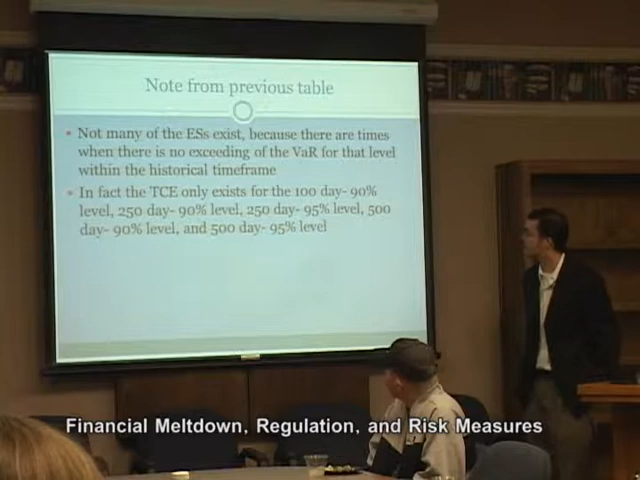 Note from previous table
Not many of the ESs exist, because there are times
when there is no exceeding of the VaR for that level
within the historical timeframe
In fact the TCE only exists for the 100 day- 90%
level, 250 day- 90% level, 250 day- 95% level, 500
day- 90% level, and 500 day- 95% level
Financial Meltdown, Regulation, and Risk Measures